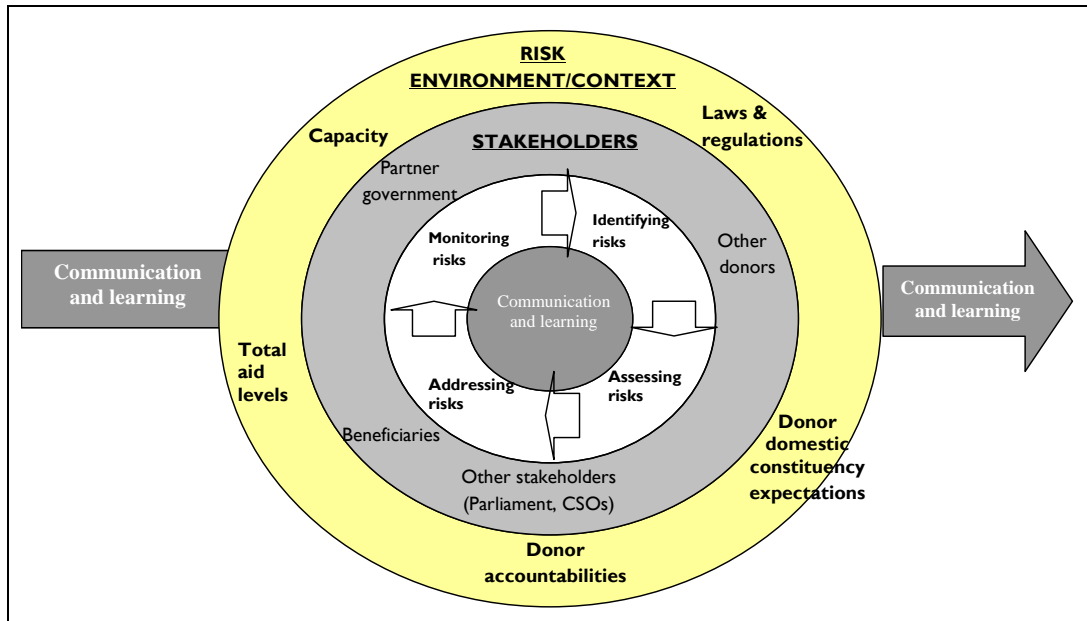 RISK
ENVIRONMENT/CONTEXT
Laws &
regulations
Capacity
STAKEHOLDERS
Partner
government
Identifying
risks
Monitoring
risks
Other
donors
Communication
and learning
Communication
and learning
Communication
and learning
Total
aid
levels
Addressing
risks
Assessing
risks
Beneficiaries
Donor
domestic
constituency
expectations
Other stakeholders
(Parliament, CSOs)
Donor
accountabilities